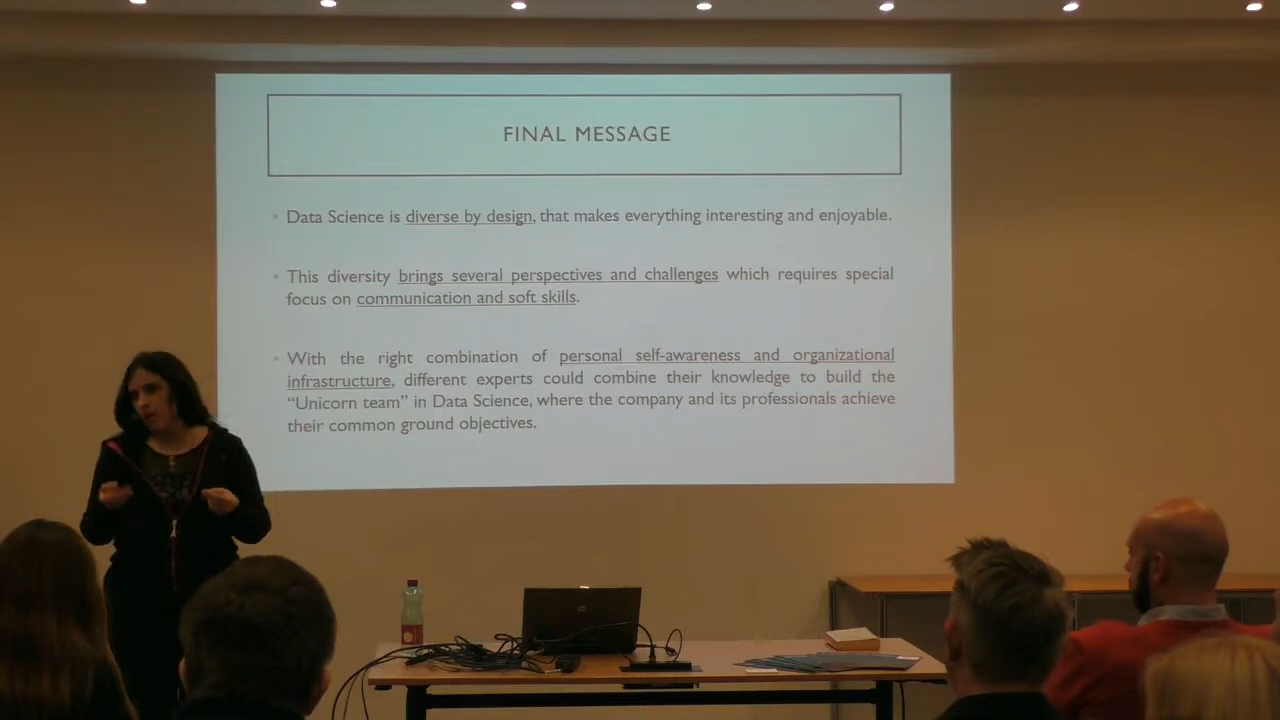 FINAL MESSAGE
• Data Science is diverse by design, that makes everything interesting and enjoyable.
• This diversity brings several perspectives and challenges which requires special
focus on communication and soft skills.
• With the right combination of personal self-awareness and organizational
infrastructure, different experts could combine their knowledge to build the
“Unicorn team” in Data Science, where the company and its professionals achieve
their common ground objectives.